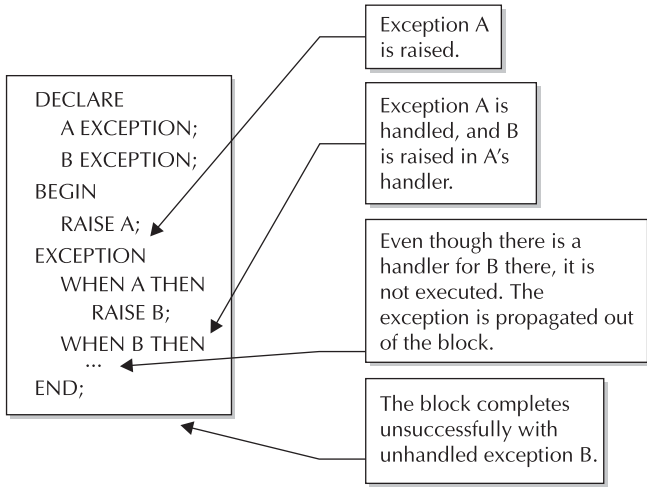 DECLARE
A EXCEPTION;
B EXCEPTION;
BEGIN
RAISE A;
EXCEPTION
WHEN A THEN
RAISE B;
WHEN B THEN
...
END;
Exception A
is raised.
Exception A is
handled, and B
is raised in A's
handler.
Even though there is a
handler for B there, it is
not executed. The
exception is propagated out
of the block.
The block completes
unsuccessfully with
unhandled exception B.